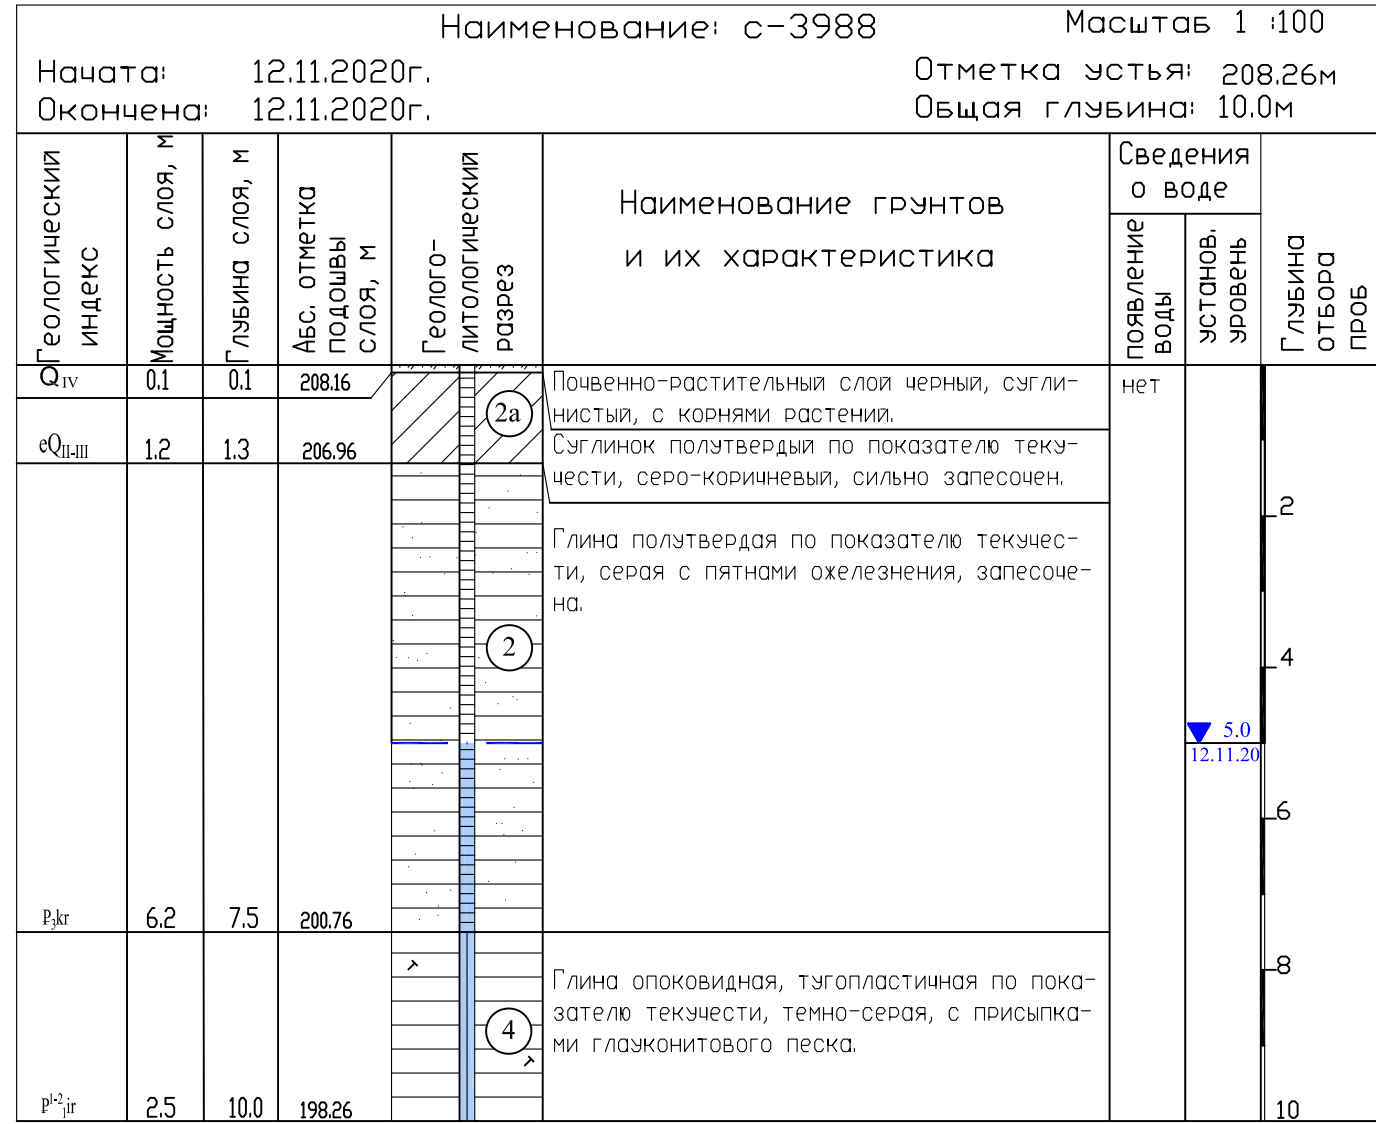 Наименование: с-3988
Масштаб 1 :100
Начата: 12.11.2020г.
Отметка устья: 208.26м
Окончена: 12.11.2020г.
Общая глубина: 10.0м
Геологический
индекс
Мощность слоя, м
Глубина слоя, м
Абс. отметка
подошвы
слоя, м
Геолого-
литологический
разрез
Наименование грунтов
и их характеристика
Сведения
о воде
появление
воды
установ.
уровень
Глубина
отбора
проб
QIV 0.1 0.1 208.16
Почвенно-растительный слой черный, сугли-
нистый, с корнями растений.
нет
2а
eQII-III 1.2 1.3 206.96
Суглинок полутвердый по показателю теку-
чести, серо-коричневый, сильно запесочен.
2
Глина полутвердая по показателю текучес-
ти, серая с пятнами ожелезнения, запесоче-
на.
2
4
5.0
12.11.20
6
₽3kr 6.2 7.5 200.76
8
Глина опоковидная, тугопластичная по пока-
зателю текучести, темно-серая, с присыпка-
ми глауконитового песка.
4
₽1-21ir 2.5 10.0 198.26
10